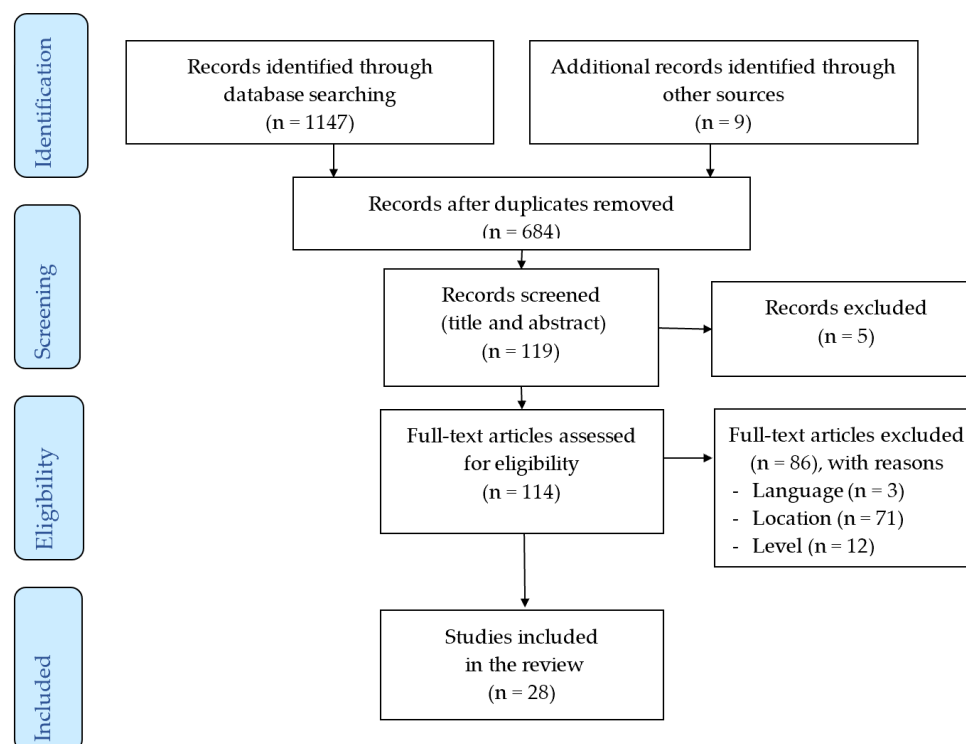 Identification
Records identified through
database searching
(n = 1147)
Additional records identified through
other sources
(n = 9)
Records after duplicates removed
(n = 684)
Screening
Records screened
(title and abstract)
(n = 119)
Records excluded
(n = 5)
Eligibility
Full-text articles assessed
for eligibility
(n = 114)
Full-text articles excluded
(n = 86), with reasons
- Language (n = 3)
- Location (n = 71)
- Level (n = 12)
Included
Studies included
in the review
(n = 28)